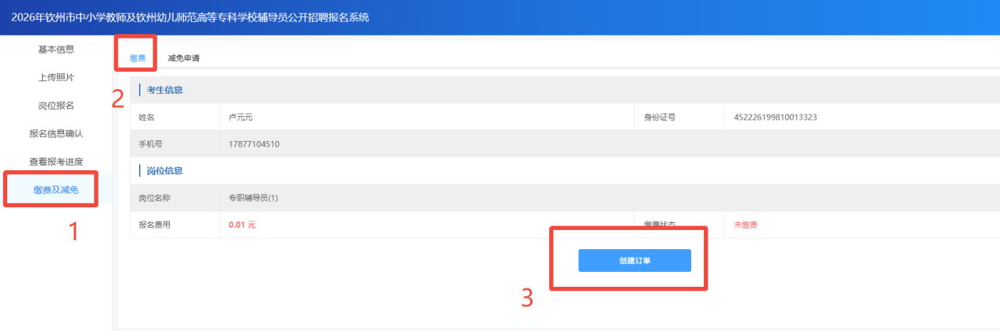 2026年钦州市中小学教师及钦州幼儿师范高等专科学校辅导员公开招聘报名系统
基本信息
上传照片
岗位报名
报名信息确认
查看报考进度
缴费及减免
1
缴费 减免申请
2
考生信息
姓名 卢元元 身份证号 452226199810013323
手机号 17877104510
岗位信息
岗位名称 专职辅导员(1)
报名费用 0.01 元 缴费状态 未缴费
创建订单
3